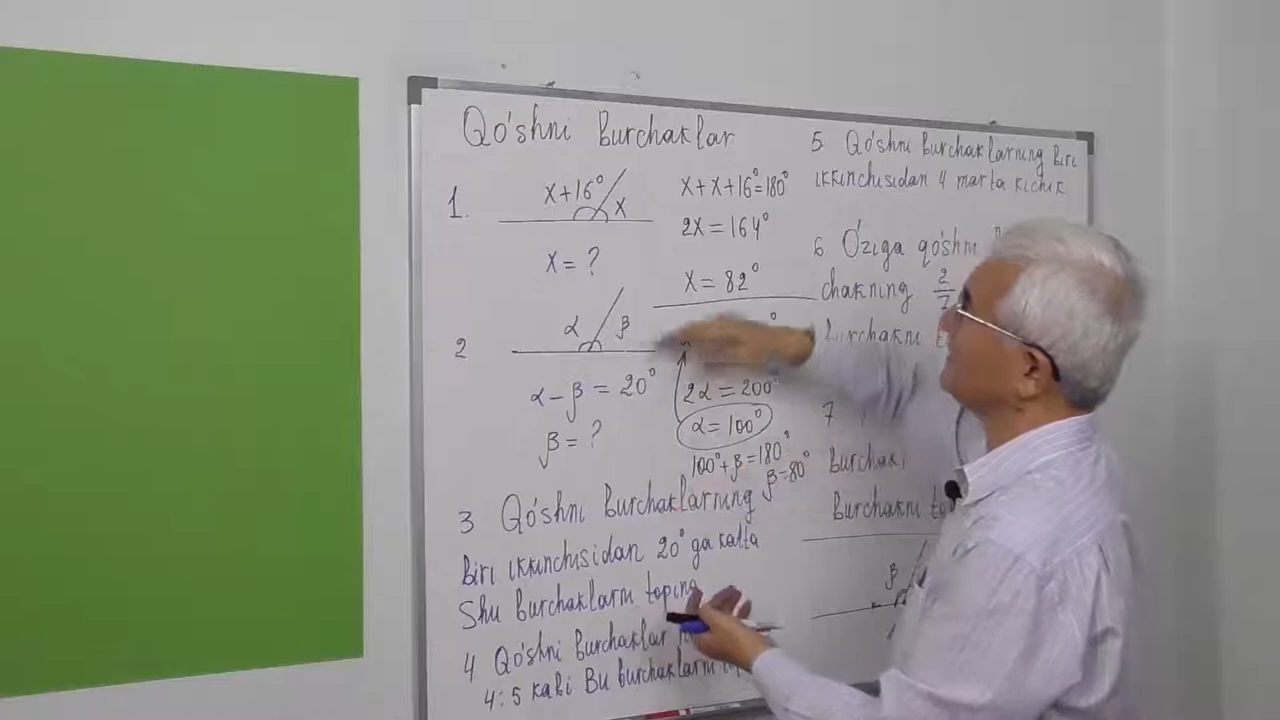 Qo'shni Burchaklar
1.
x+16°
x
x+x+16°=180°
2x=164°
x=?
x=82°
2
α
β
α-β=20°
β=?
2α=200°
α=100°
100°+β=180°
β=80°
3 Qo'shni Burchaklarning
Biri ikkinchisidan 20° ga katta
Shu burchaklarni toping
4 Qo'shni Burchaklar
4:5 kabi Bu burchaklarni
5 Qo'shni Burchaklarning Biri
ikkinchisidan 4 marta kichik
6 O'ziga qo'shni
chakning 2/7
burchakni
7
Burchak
Burchakni
β